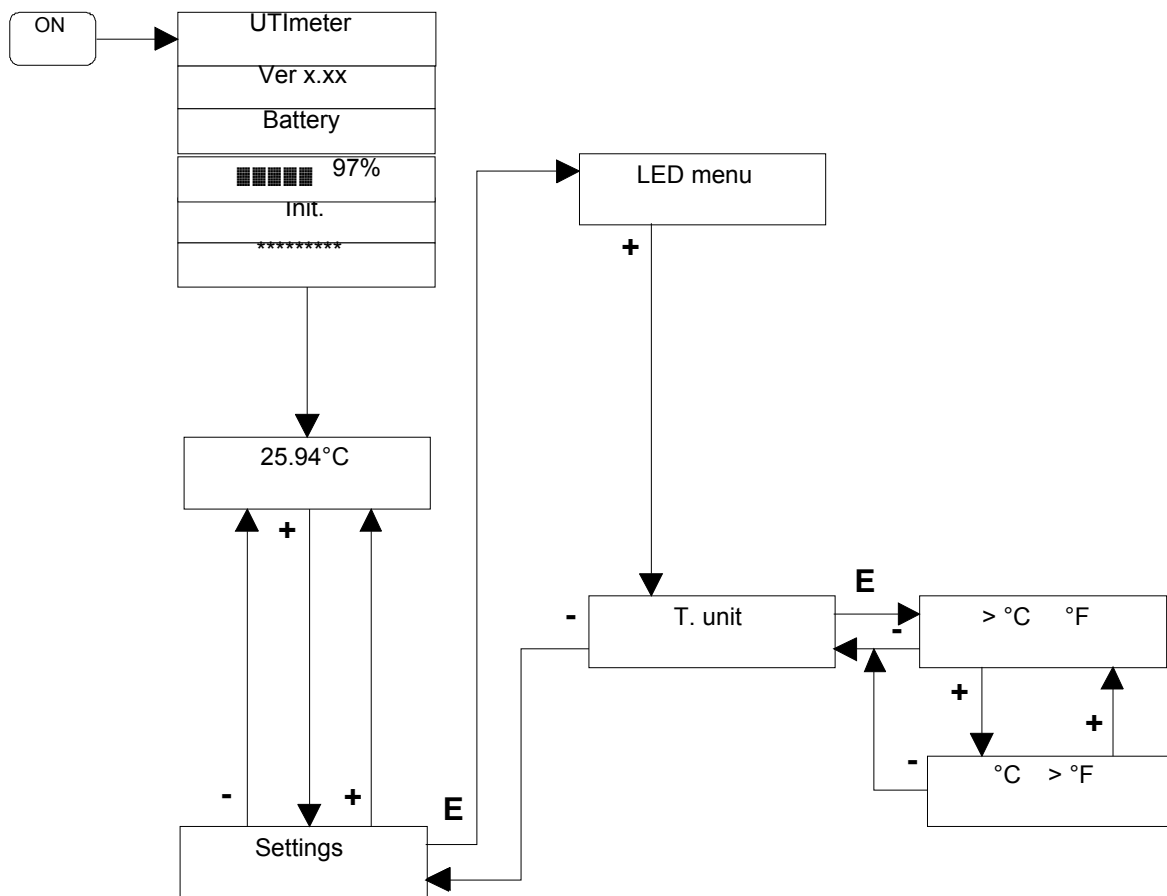 ON
UTImeter
Ver x.xx
Battery
97%
Init.
*********
LED menu
+
25.94°C
+
E
-
T. unit
> °C °F
-
+
+
-
°C > °F
-
+
E
Settings